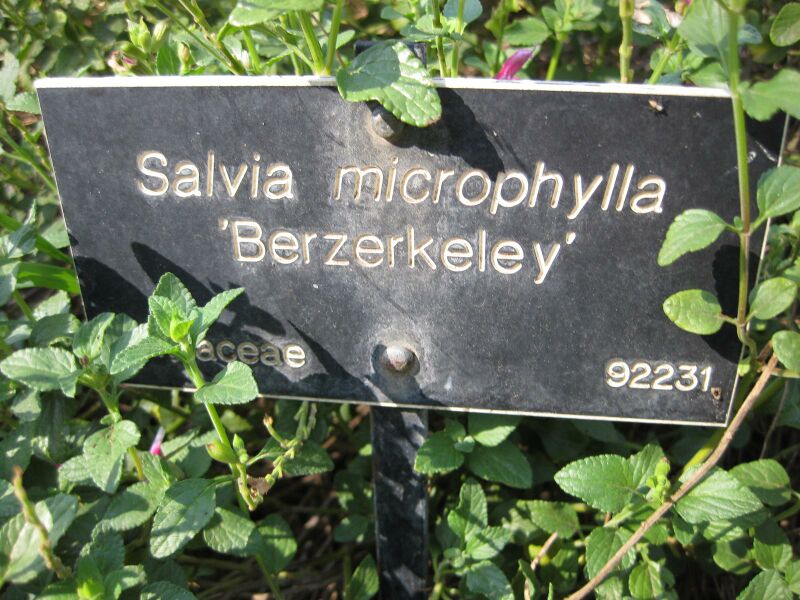 Salvia microphylla
'Berzerkeley'
aceae 92231